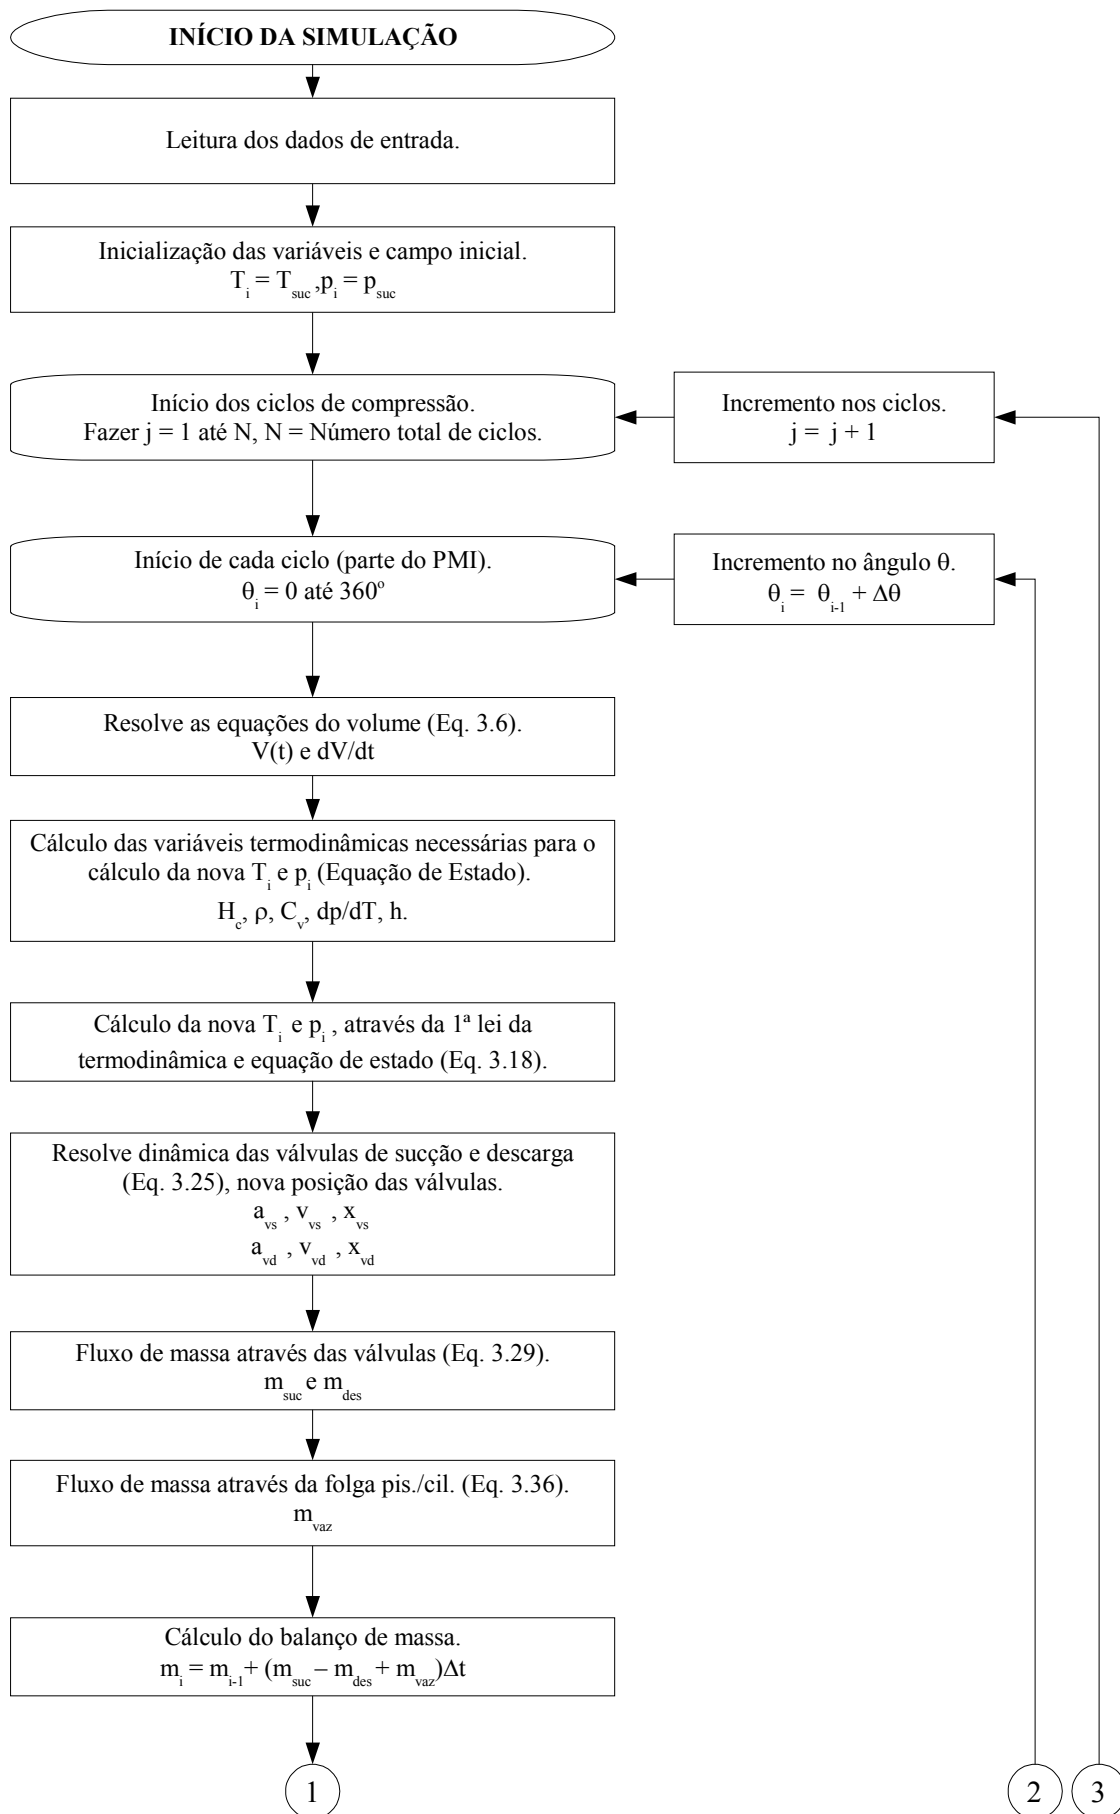 INÍCIO DA SIMULAÇÃO
Leitura dos dados de entrada.
Inicialização das variáveis e campo inicial.
T_i = T_suc ,p_i = p_suc
Início dos ciclos de compressão.
Fazer j = 1 até N, N = Número total de ciclos.
Incremento nos ciclos.
j = j + 1
Início de cada ciclo (parte do PMI).
θ_i = 0 até 360º
Incremento no ângulo θ.
θ_i = θ_i-1 + Δθ
Resolve as equações do volume (Eq. 3.6).
V(t) e dV/dt
Cálculo das variáveis termodinâmicas necessárias para o
cálculo da nova T_i e p_i (Equação de Estado).
H_c, ρ, C_v, dp/dT, h.
Cálculo da nova T_i e p_i , através da 1ª lei da
termodinâmica e equação de estado (Eq. 3.18).
Resolve dinâmica das válvulas de sucção e descarga
(Eq. 3.25), nova posição das válvulas.
a_vs , v_vs , x_vs
a_vd , v_vd , x_vd
Fluxo de massa através das válvulas (Eq. 3.29).
m_suc e m_des
Fluxo de massa através da folga pis./cil. (Eq. 3.36).
m_vaz
Cálculo do balanço de massa.
m_i = m_i-1 + (m_suc – m_des + m_vaz)Δt
1
2
3